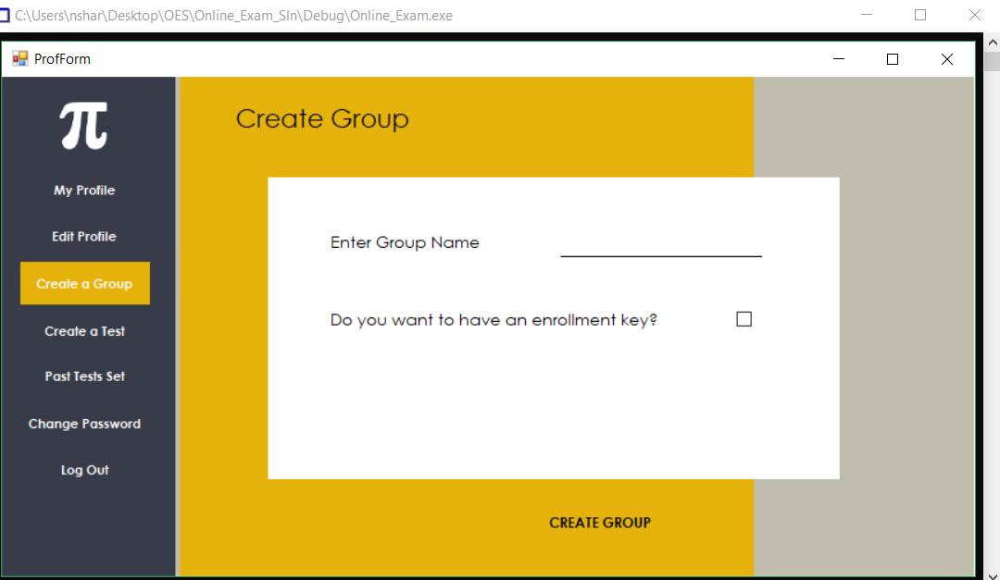 C:\Users\nshar\Desktop\OES\Online_Exam_Sln\Debug\Online_Exam.exe
ProfForm
π
My Profile
Edit Profile
Create a Group
Create a Test
Past Tests Set
Change Password
Log Out
Create Group
Enter Group Name
Do you want to have an enrollment key?
CREATE GROUP